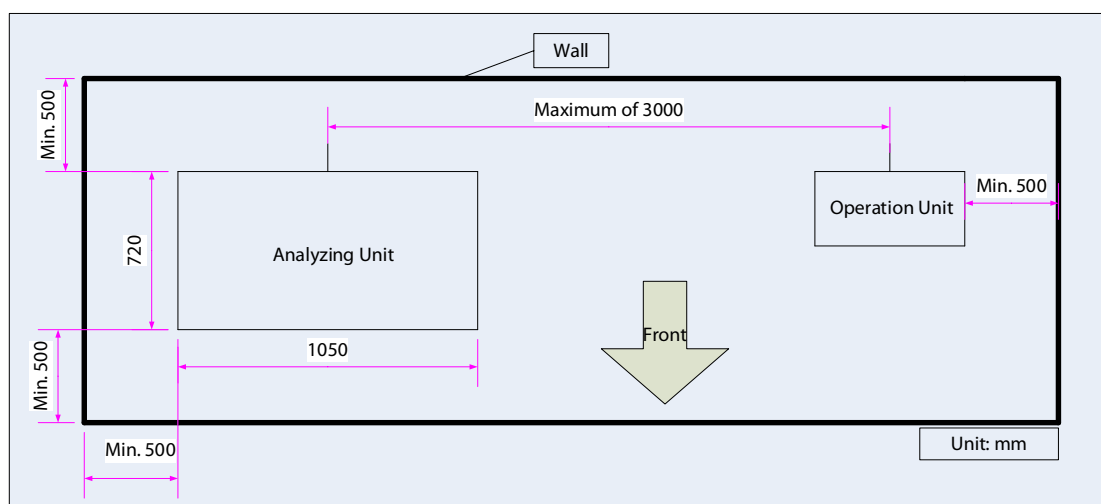 Wall
Min. 500
Maximum of 3000
Min. 500
Operation Unit
720
Analyzing Unit
Front
Min. 500
1050
Min. 500
Unit: mm